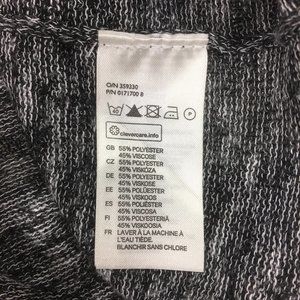 O/N 359330
P/N 0171700 8
40
P
clevercare.info
GB 55% POLYESTER
45% VISCOSE
CZ 55% POLYESTER
45% VISKÓZA
DE 55% POLYESTER
45% VISKOSE
EE 55% POLÜESTER
45% VISKOOS
ES 55% POLIÉSTER
45% VISCOSA
FI 55% POLYESTERIÄ
45% VISKOOSIA
FR LAVER À LA MACHINE À
L'EAU TIÈDE.
BLANCHIR SANS CHLORE